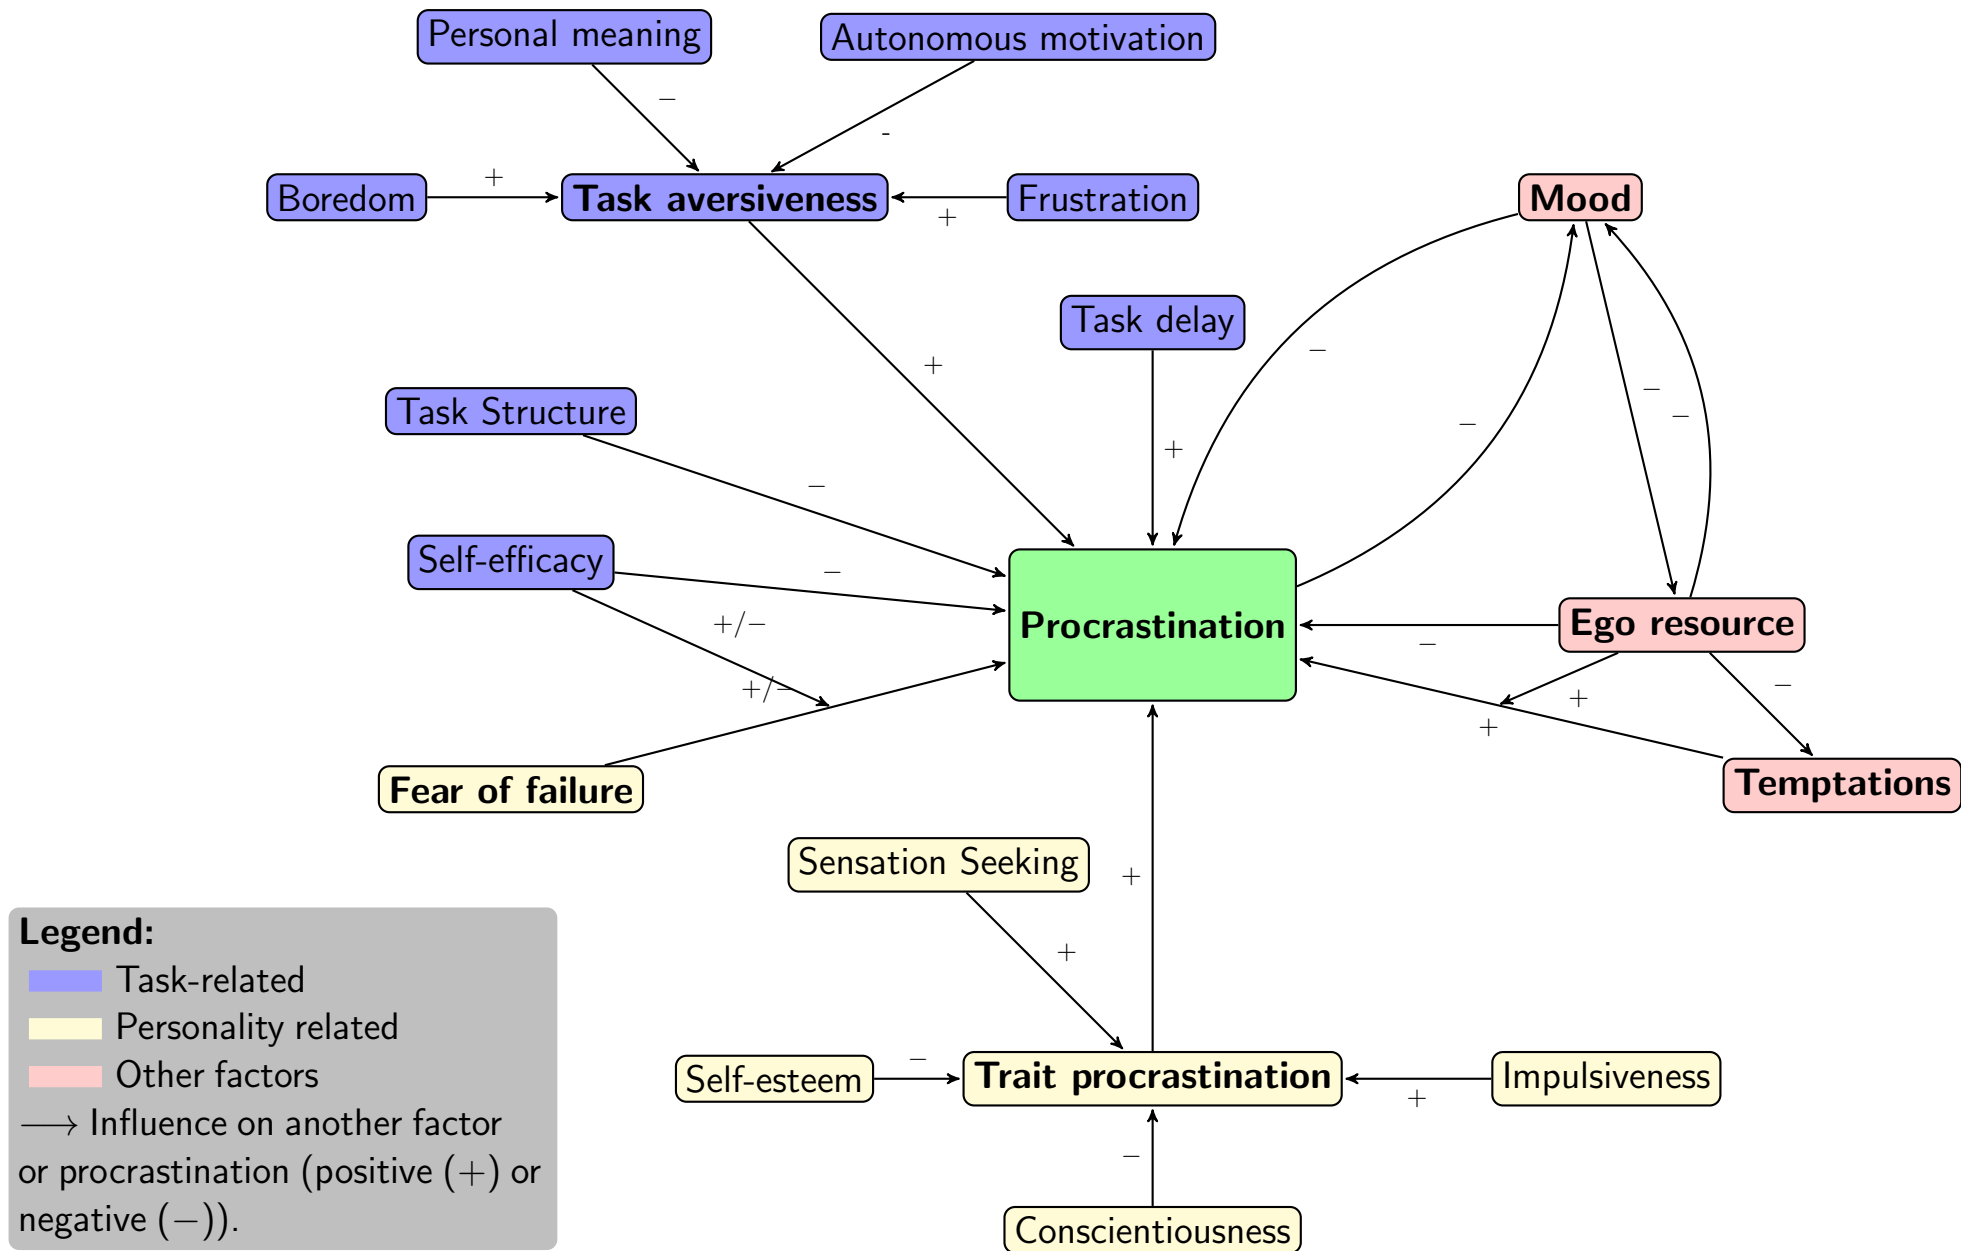 Personal meaning
Autonomous motivation
−
-
Boredom
+
Task aversiveness
+
Frustration
Mood
Task delay
+
−
−
−
−
Task Structure
+
−
Self-efficacy
−
+/−
+/−
Procrastination
−
Ego resource
−
+
+
Fear of failure
Temptations
Sensation Seeking
+
+
Self-esteem
−
Trait procrastination
+
Impulsiveness
−
Conscientiousness
Legend:
Task-related
Personality related
Other factors
⟶ Influence on another factor
or procrastination (positive (+) or
negative (−)).